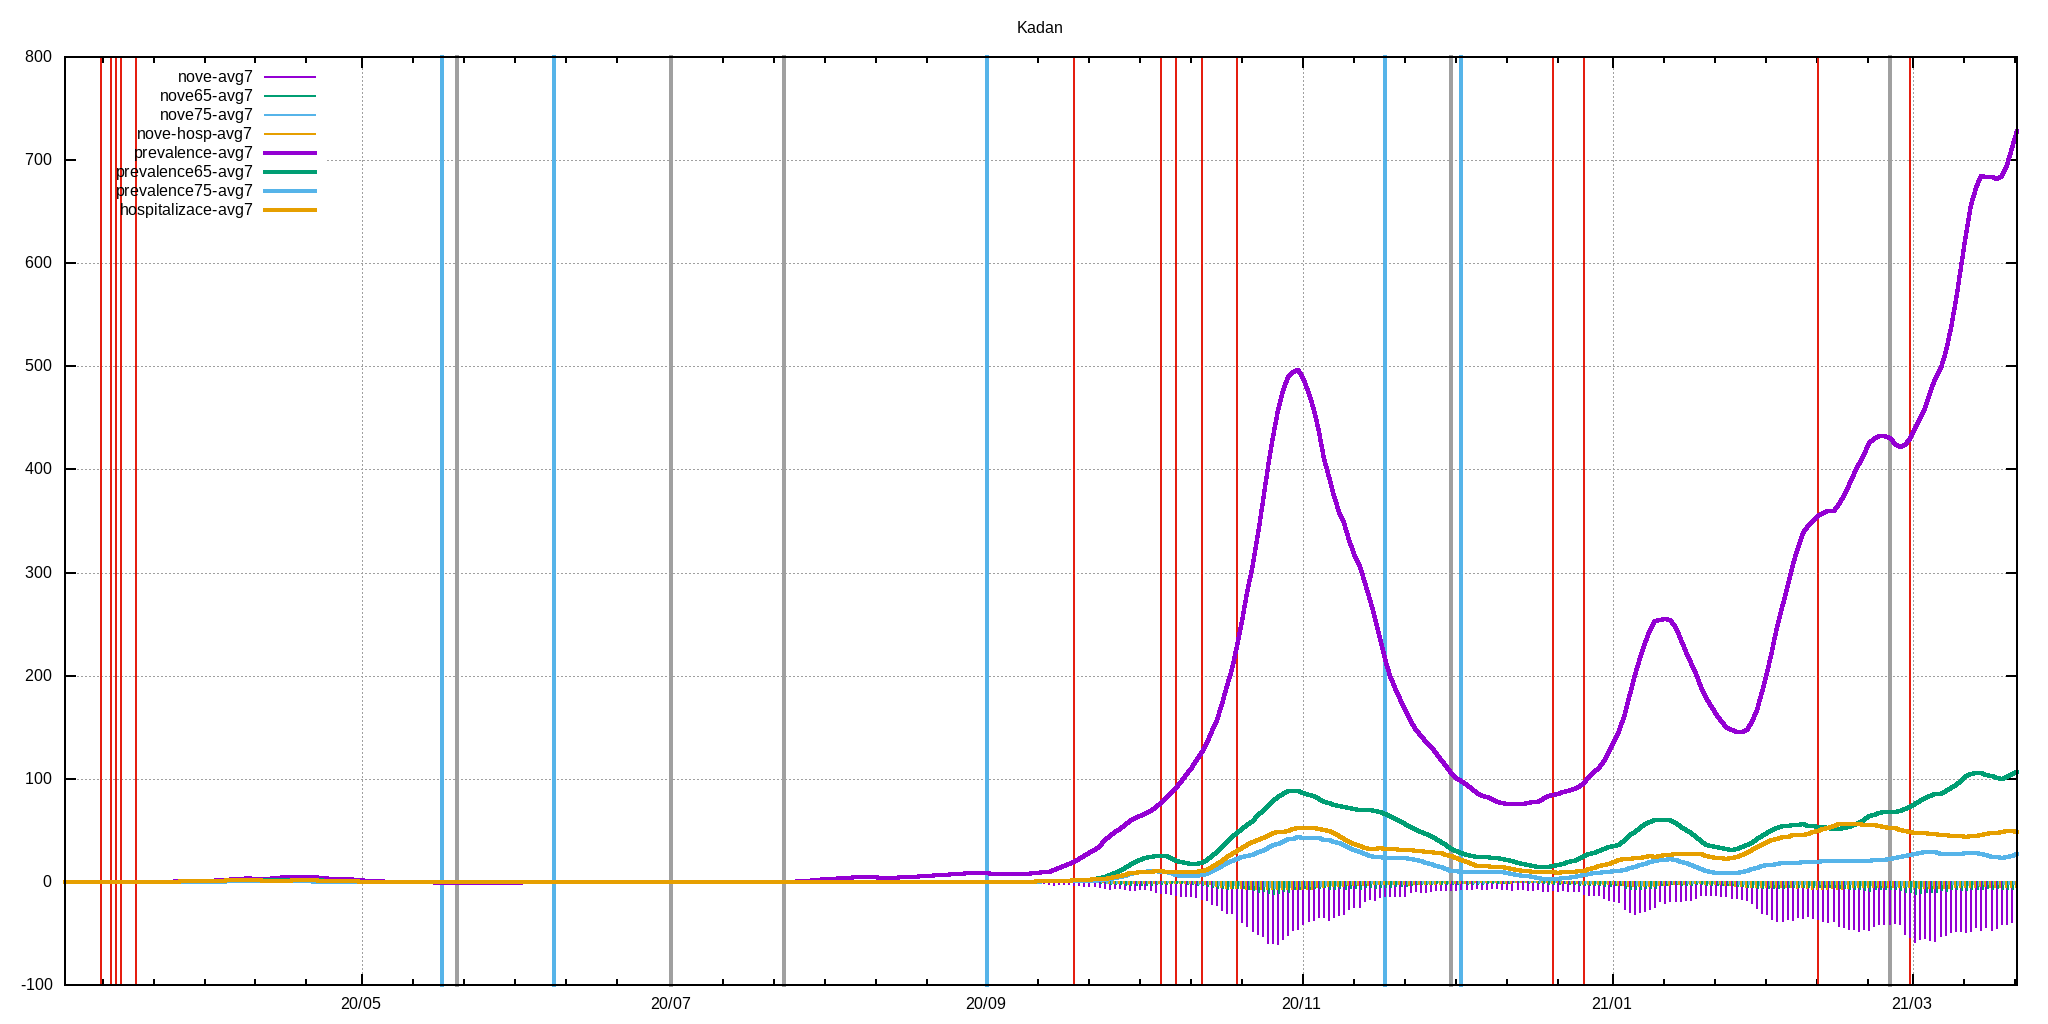 Kadan
800
700
600
500
400
300
200
100
0
-100
nove-avg7
nove65-avg7
nove75-avg7
nove-hosp-avg7
prevalence-avg7
prevalence65-avg7
prevalence75-avg7
hospitalizace-avg7
20/05
20/07
20/09
20/11
21/01
21/03